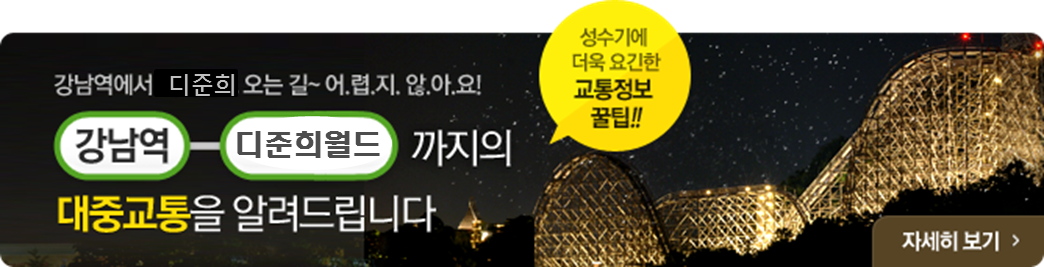 성수기에
더욱 요긴한
교통정보
꿀팁!!
강남역에서 디준희 오는 길~ 어.렵.지. 않.아.요!
강남역 디준희월드 까지의
대중교통을 알려드립니다
자세히 보기 >